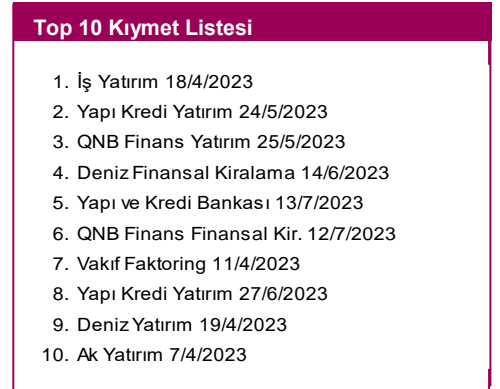 Top 10 Kıymet Listesi
1. İş Yatırım 18/4/2023
2. Yapı Kredi Yatırım 24/5/2023
3. QNB Finans Yatırım 25/5/2023
4. Deniz Finansal Kiralama 14/6/2023
5. Yapı ve Kredi Bankası 13/7/2023
6. QNB Finans Finansal Kir. 12/7/2023
7. Vakıf Faktoring 11/4/2023
8. Yapı Kredi Yatırım 27/6/2023
9. Deniz Yatırım 19/4/2023
10. Ak Yatırım 7/4/2023